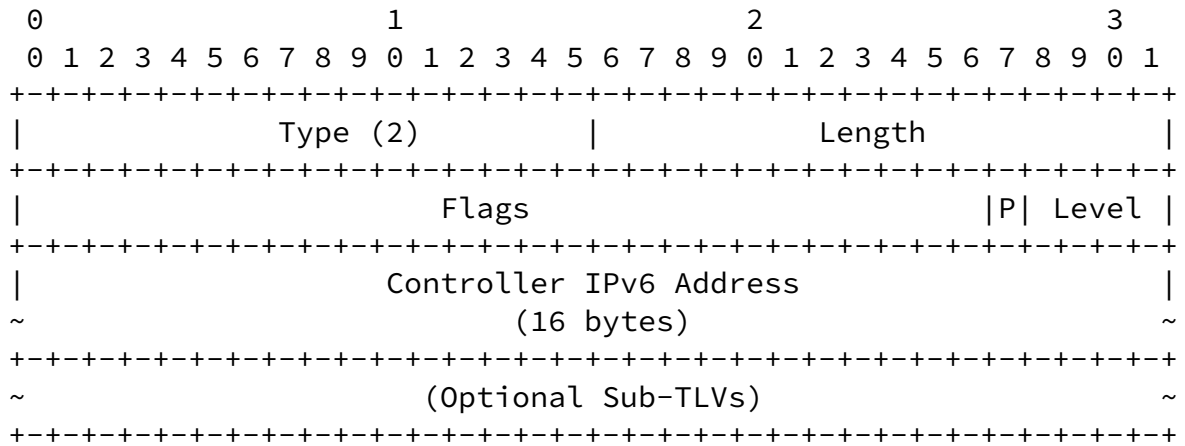 0                   1                   2                   3
 0 1 2 3 4 5 6 7 8 9 0 1 2 3 4 5 6 7 8 9 0 1 2 3 4 5 6 7 8 9 0 1
+-+-+-+-+-+-+-+-+-+-+-+-+-+-+-+-+-+-+-+-+-+-+-+-+-+-+-+-+-+-+-+-+
|              Type (2)         |            Length             |
+-+-+-+-+-+-+-+-+-+-+-+-+-+-+-+-+-+-+-+-+-+-+-+-+-+-+-+-+-+-+-+-+
|                       Flags                         |P| Level |
+-+-+-+-+-+-+-+-+-+-+-+-+-+-+-+-+-+-+-+-+-+-+-+-+-+-+-+-+-+-+-+-+
|                    Controller IPv6 Address                    |
~                           (16 bytes)                          ~
+-+-+-+-+-+-+-+-+-+-+-+-+-+-+-+-+-+-+-+-+-+-+-+-+-+-+-+-+-+-+-+-+
~                      (Optional Sub-TLVs)                      ~
+-+-+-+-+-+-+-+-+-+-+-+-+-+-+-+-+-+-+-+-+-+-+-+-+-+-+-+-+-+-+-+-+